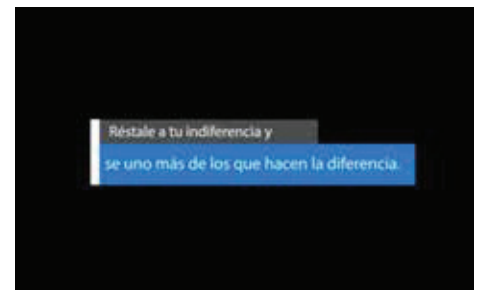 Réstale a tu indiferencia y
se uno más de los que hacen la diferencia.